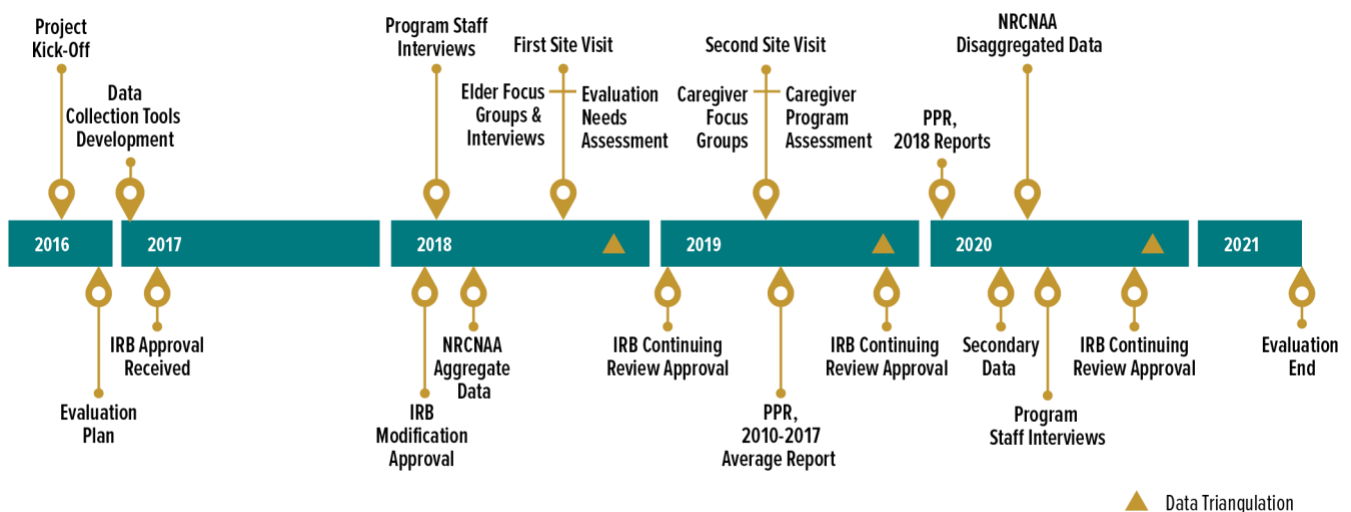 Project
Kick-Off
Data
Collection Tools
Development
Program Staff
Interviews
First Site Visit
Elder Focus
Groups &
Interviews
Evaluation
Needs
Assessment
Second Site Visit
Caregiver
Focus
Groups
Caregiver
Program
Assessment
PPR,
2018 Reports
NRCNAA
Disaggregated Data
2016
2017
2018
2019
2020
2021
Evaluation
Plan
IRB Approval
Received
IRB
Modification
Approval
NRCNAA
Aggregate
Data
IRB Continuing
Review Approval
PPR,
2010-2017
Average Report
IRB Continuing
Review Approval
Secondary
Data
Program
Staff Interviews
IRB Continuing
Review Approval
Evaluation
End
Data Triangulation